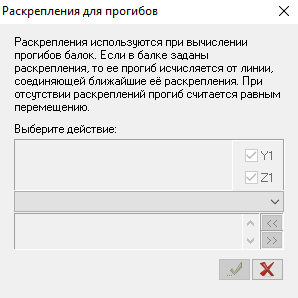 Раскрепления для прогибов
Раскрепления используются при вычислении
прогибов балок. Если в балке заданы
раскрепления, то ее прогиб исчисляется от линии,
соединяющей ближайшие её раскрепления. При
отсутствии раскреплений прогиб считается равным
перемещению.
Выберите действие:
Y1
Z1
<<
>>